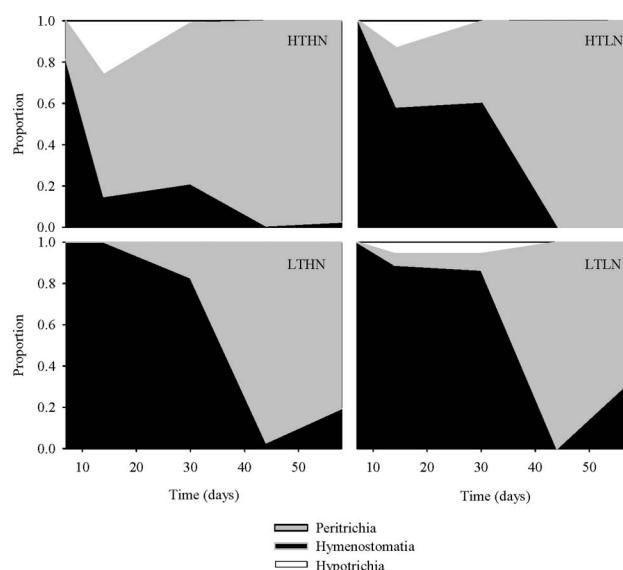 HTHN
HTLN
1.0
0.8
0.6
0.4
0.2
0.0
Proportion
LTHN
LTLN
1.0
0.8
0.6
0.4
0.2
0.0
Proportion
10 20 30 40 50
10 20 30 40 50
Time (days)
Time (days)
Peritrichia
Hymenostomatia
Hypotrichia